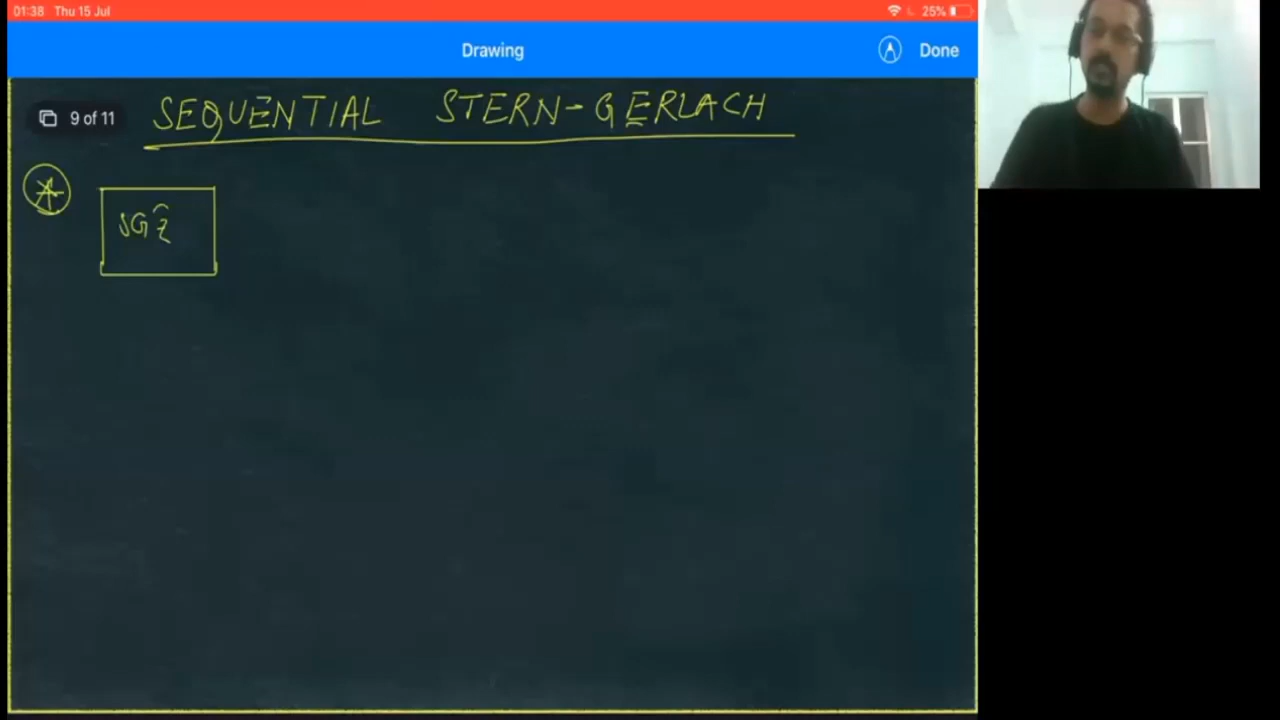 01:38 Thu 15 Jul 25%
Drawing Done
9 of 11 SEQUENTIAL STERN-GERLACH
A
SG ẑ